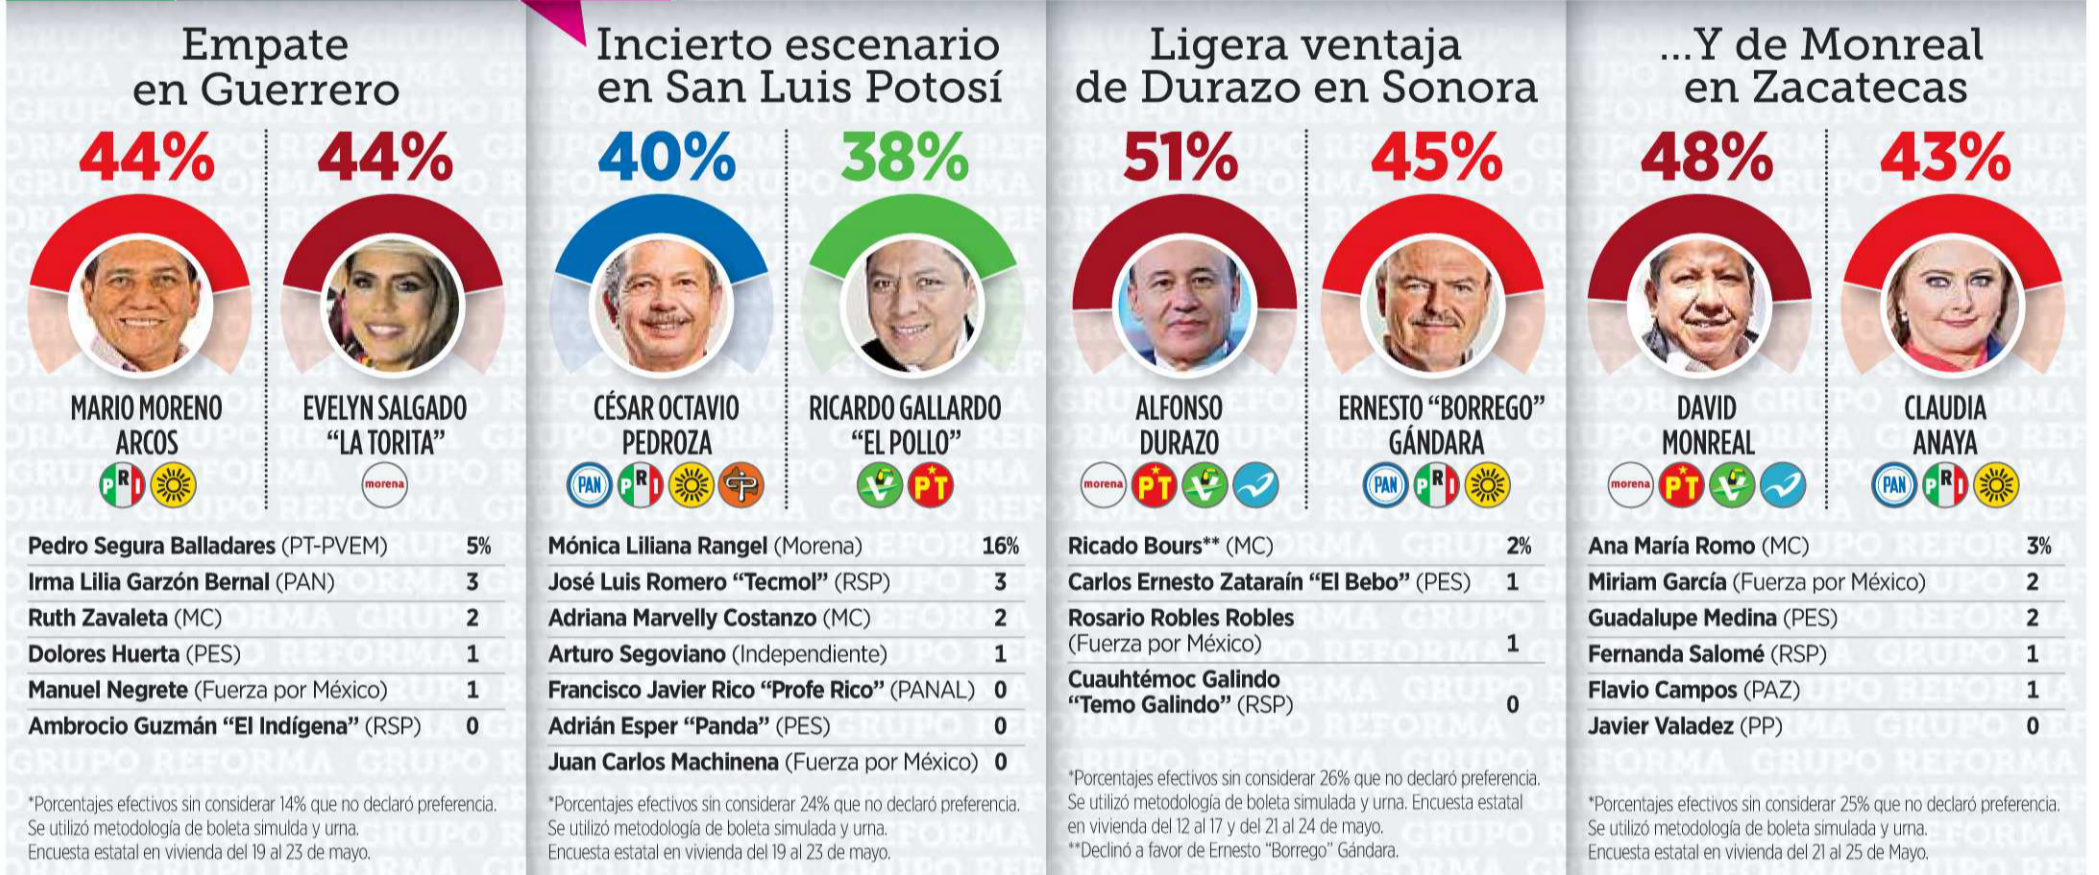 Empate
en Guerrero
44%
44%
MARIO MORENO
ARCOS
EVELYN SALGADO
“LA TORITA”
PRI
morena
Pedro Segura Balladares (PT-PVEM) 5%
Irma Lilia Garzón Bernal (PAN) 3
Ruth Zavaleta (MC) 2
Dolores Huerta (PES) 1
Manuel Negrete (Fuerza por México) 1
Ambrocio Guzmán “El Indígena” (RSP) 0
*Porcentajes efectivos sin considerar 14% que no declaró preferencia.
Se utilizó metodología de boleta simulda y urna.
Encuesta estatal en vivienda del 19 al 23 de mayo.
Incierto escenario
en San Luis Potosí
40%
38%
CÉSAR OCTAVIO
PEDROZA
RICARDO GALLARDO
“EL POLLO”
PAN PRI
PT
Mónica Liliana Rangel (Morena) 16%
José Luis Romero “Tecmol” (RSP) 3
Adriana Marvelly Costanzo (MC) 2
Arturo Segoviano (Independiente) 1
Francisco Javier Rico “Profe Rico” (PANAL) 0
Adrián Esper “Panda” (PES) 0
Juan Carlos Machinena (Fuerza por México) 0
*Porcentajes efectivos sin considerar 24% que no declaró preferencia.
Se utilizó metodología de boleta simulada y urna.
Encuesta estatal en vivienda del 19 al 23 de mayo.
Ligera ventaja
de Durazo en Sonora
51%
45%
ALFONSO
DURAZO
ERNESTO “BORREGO”
GÁNDARA
morena PT
PAN PRI
Ricado Bours** (MC) 2%
Carlos Ernesto Zataraín “El Bebo” (PES) 1
Rosario Robles Robles
(Fuerza por México) 1
Cuauhtémoc Galindo
“Temo Galindo” (RSP) 0
*Porcentajes efectivos sin considerar 26% que no declaró preferencia.
Se utilizó metodología de boleta simulada y urna. Encuesta estatal
en vivienda del 12 al 17 y del 21 al 24 de mayo.
**Declinó a favor de Ernesto “Borrego” Gándara.
...Y de Monreal
en Zacatecas
48%
43%
DAVID
MONREAL
CLAUDIA
ANAYA
morena PT
PAN PRI
Ana María Romo (MC) 3%
Miriam García (Fuerza por México) 2
Guadalupe Medina (PES) 2
Fernanda Salomé (RSP) 1
Flavio Campos (PAZ) 1
Javier Valadez (PP) 0
*Porcentajes efectivos sin considerar 25% que no declaró preferencia.
Se utilizó metodología de boleta simulada y urna.
Encuesta estatal en vivienda del 21 al 25 de Mayo.
GRUPO REFORMA